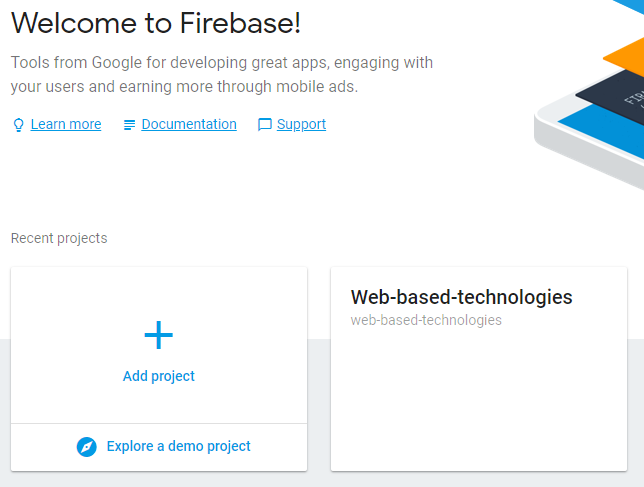 Welcome to Firebase!
Tools from Google for developing great apps, engaging with
your users and earning more through mobile ads.
Learn more Documentation Support
Recent projects
Web-based-technologies
web-based-technologies
Add project
Explore a demo project